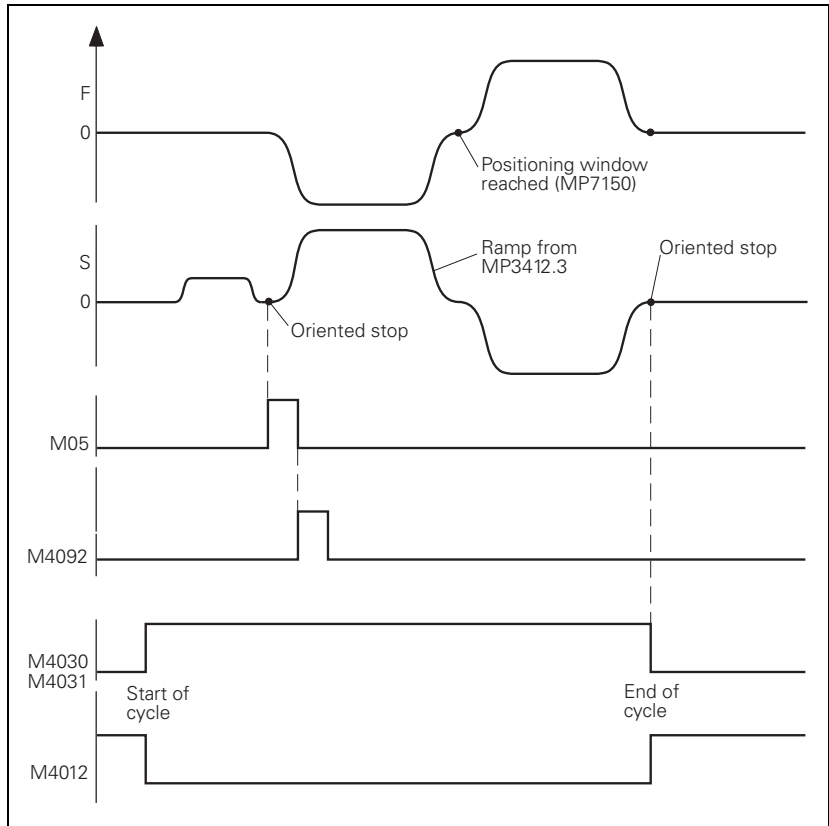 F
0
Positioning window
reached (MP7150)
S
0
Ramp from
MP3412.3
Oriented stop
Oriented stop
M05
M4092
M4030
M4031
Start of
cycle
End of
cycle
M4012